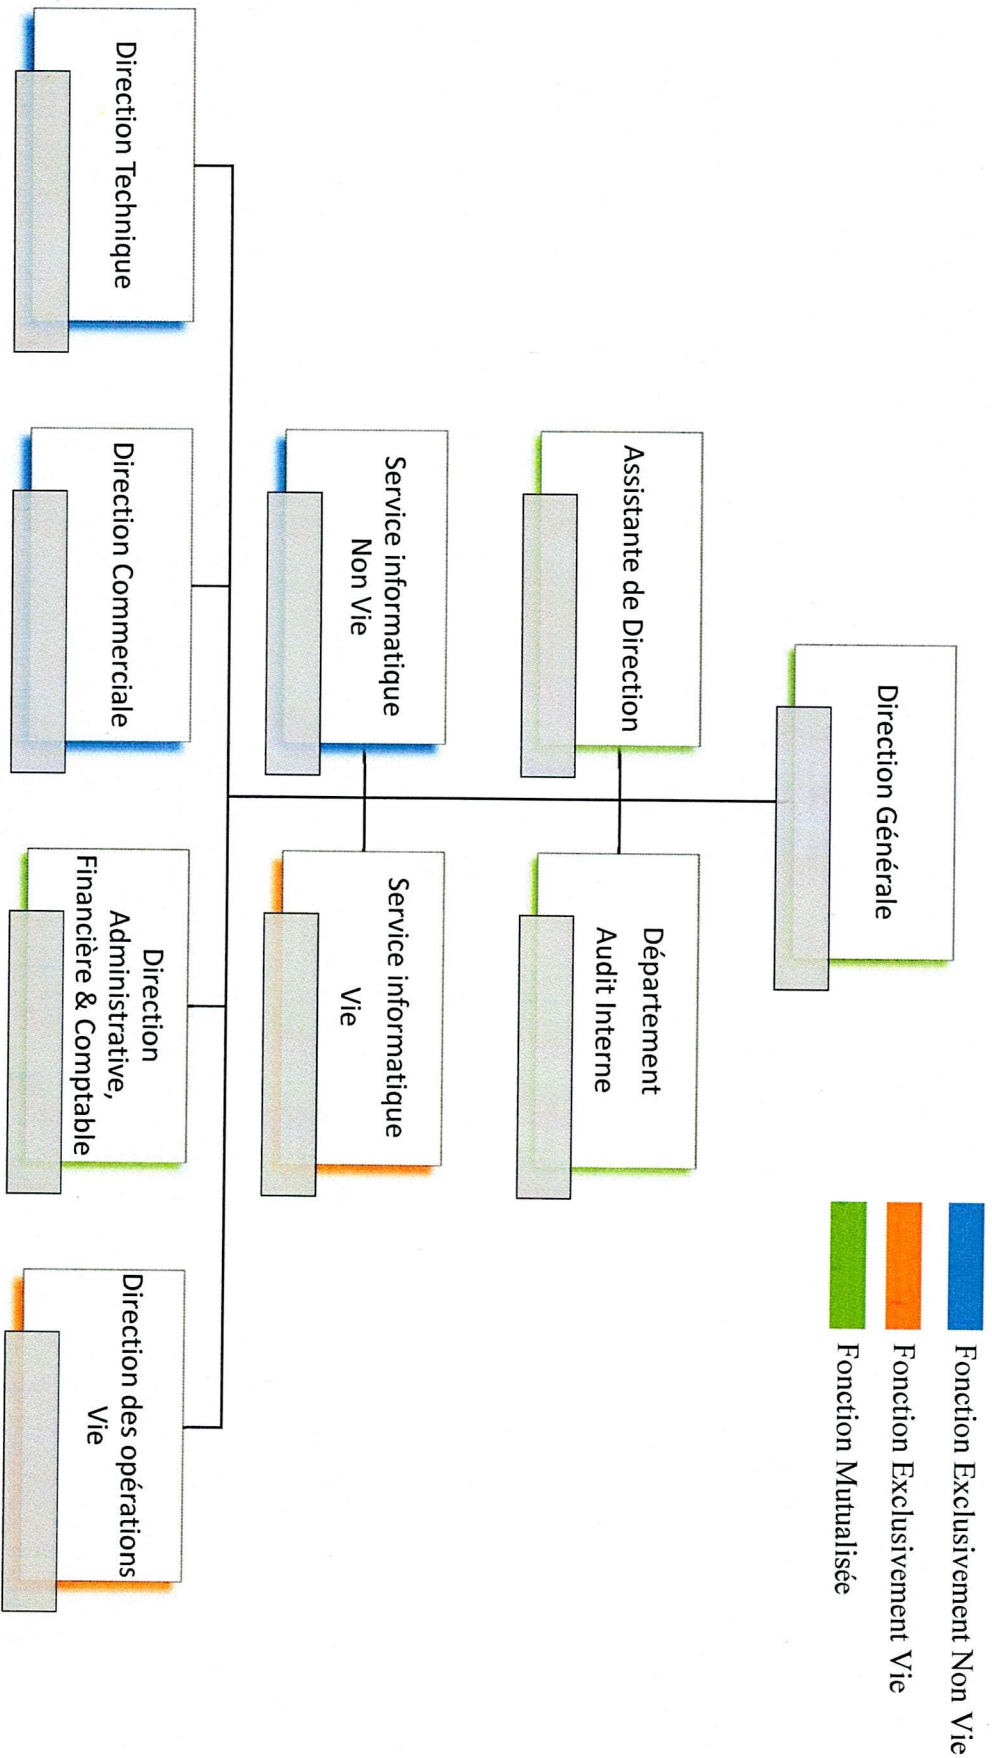 Fonction Exclusivement Non Vie
Fonction Exclusivement Vie
Fonction Mutualisée
Direction Générale
Assistante de Direction
Département
Audit Interne
Service informatique
Non Vie
Service informatique
Vie
Direction Technique
Direction Commerciale
Direction
Administrative,
Financière & Comptable
Direction des opérations
Vie